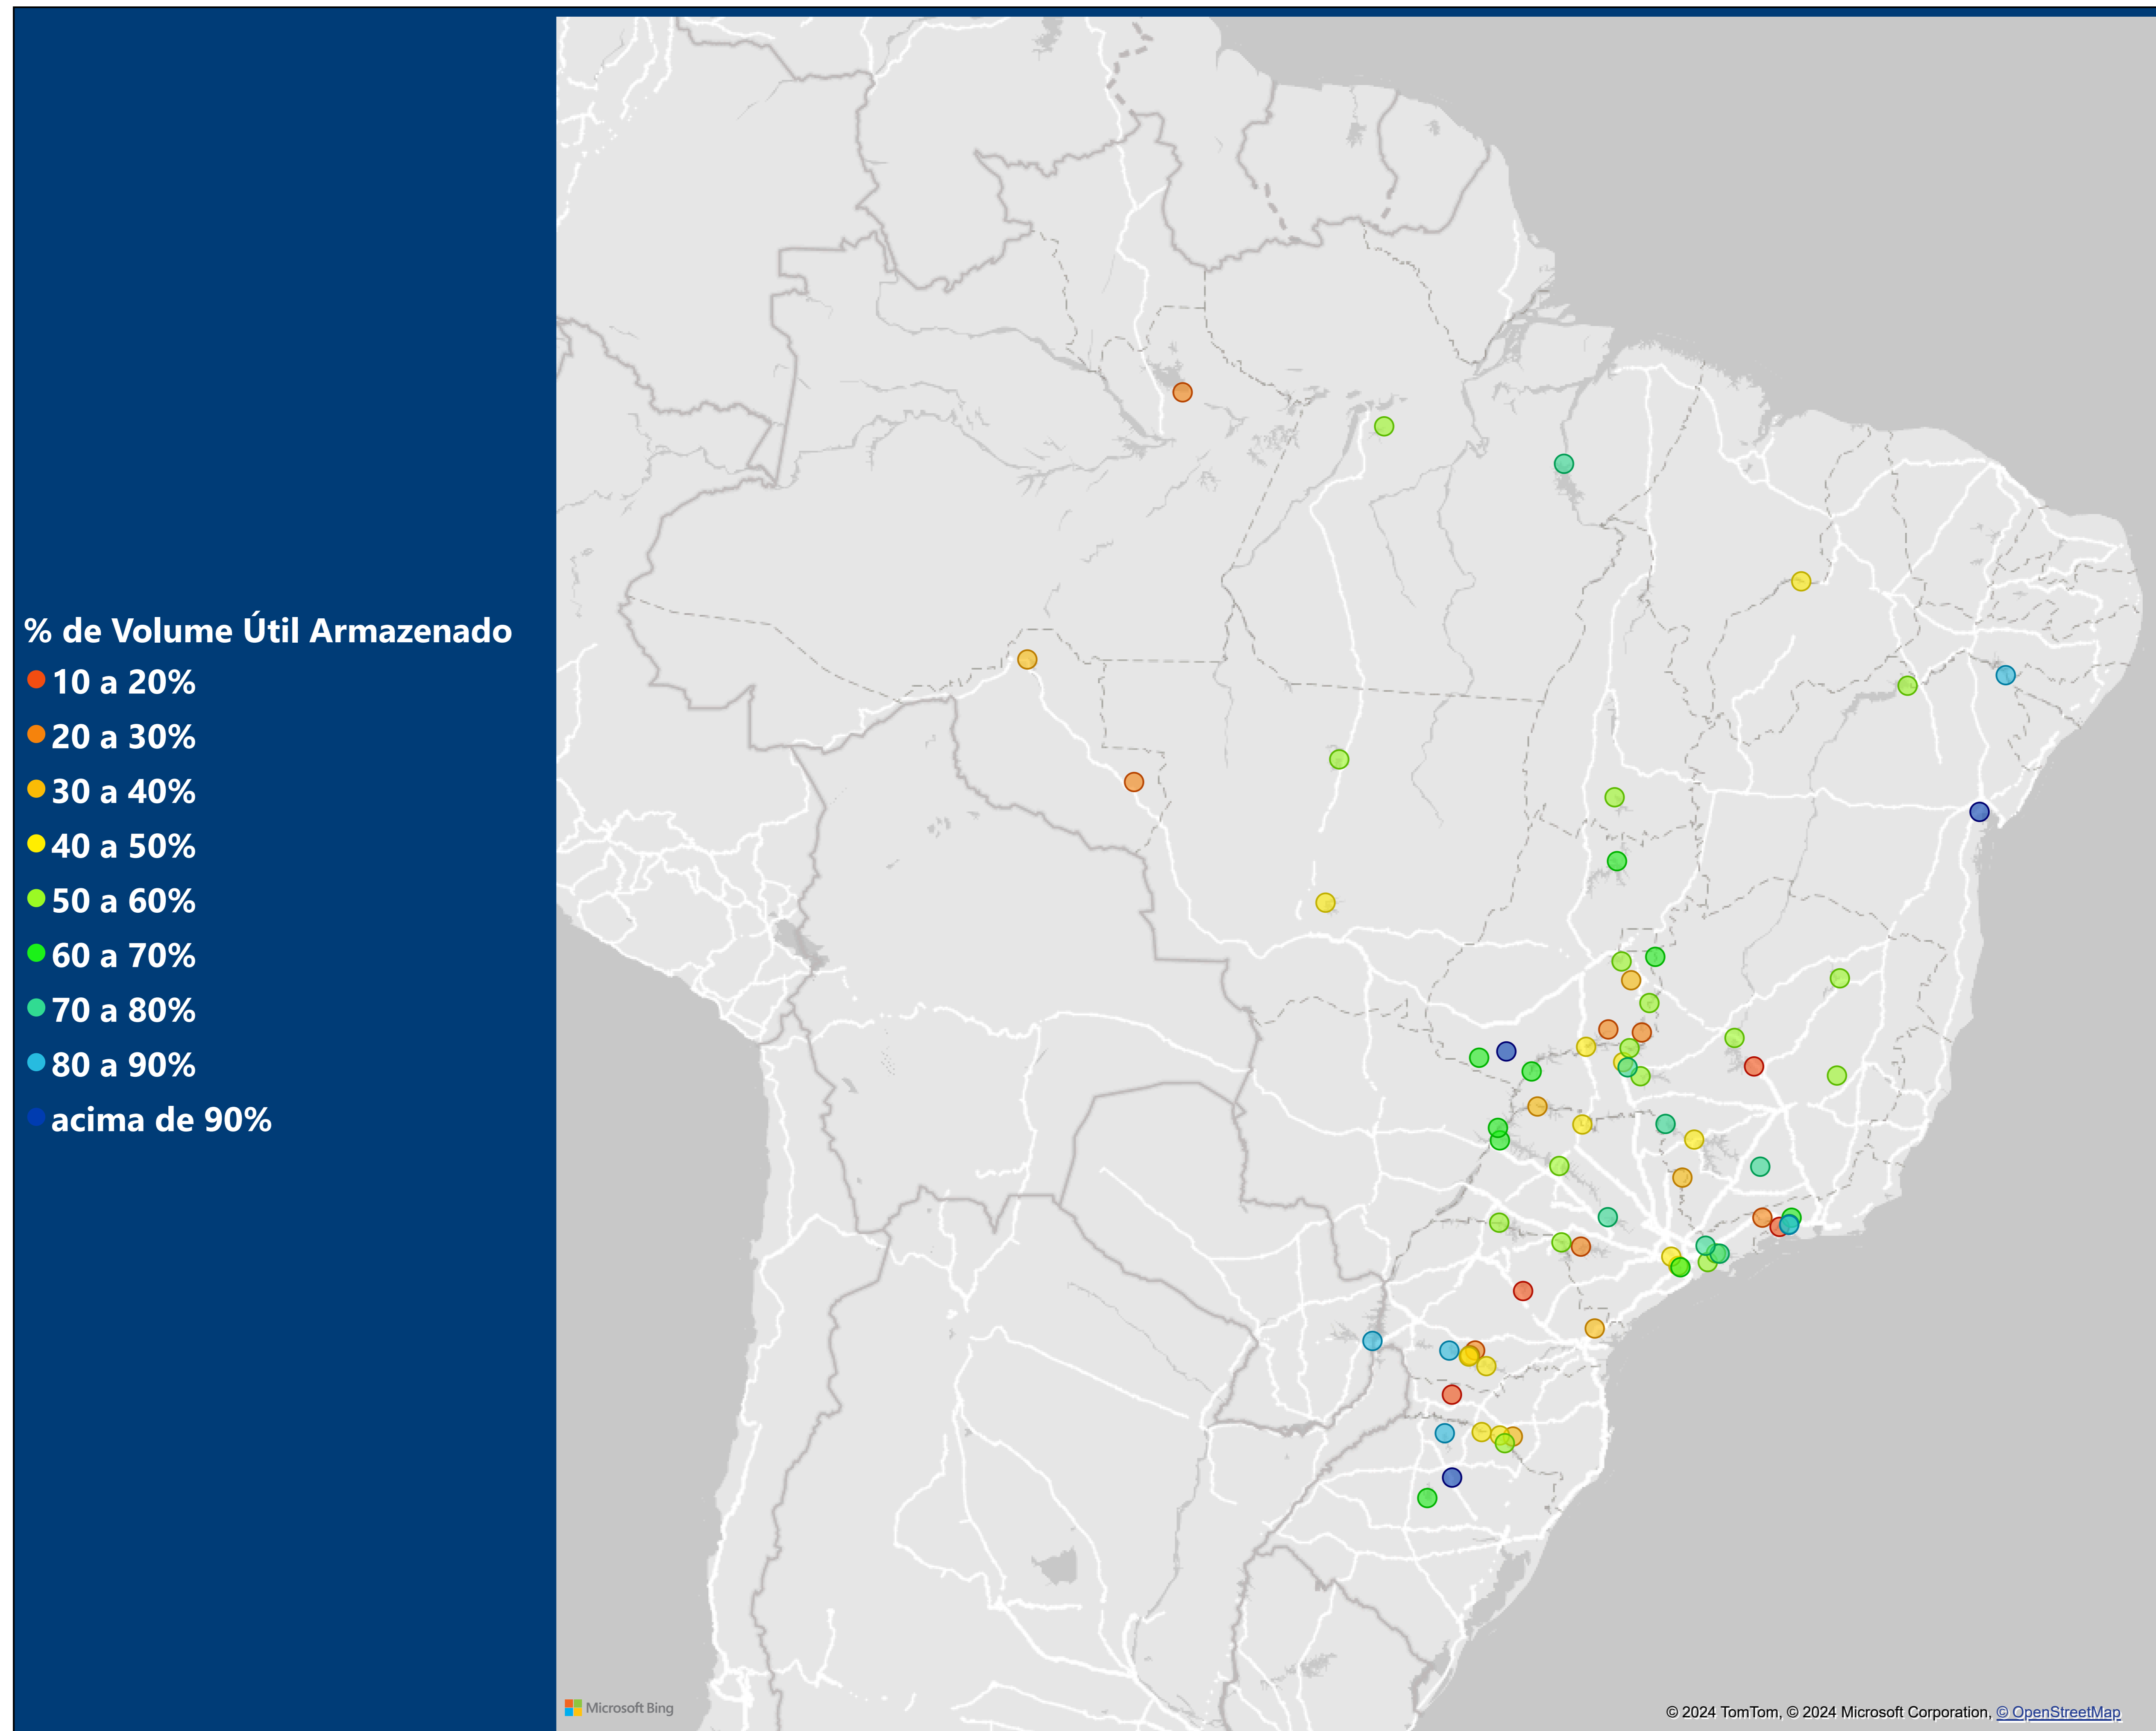 % de Volume Útil Armazenado
10 a 20%
20 a 30%
30 a 40%
40 a 50%
50 a 60%
60 a 70%
70 a 80%
80 a 90%
acima de 90%
Microsoft Bing
© 2024 TomTom, © 2024 Microsoft Corporation, © OpenStreetMap